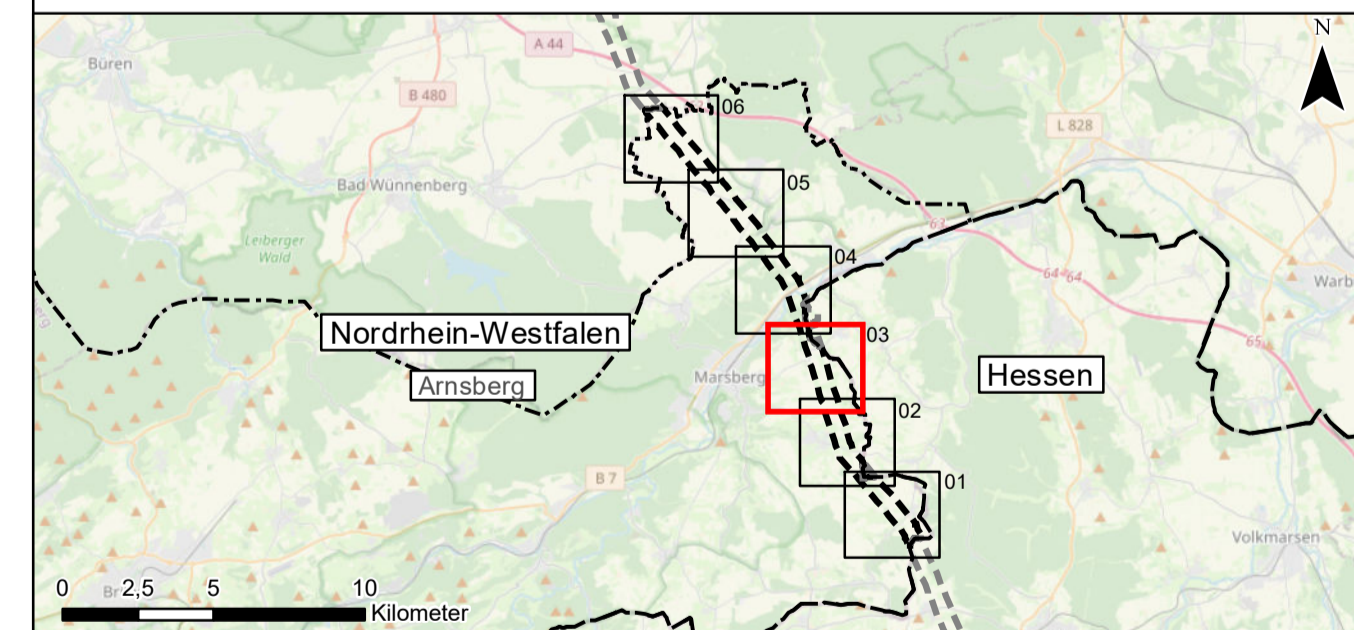 N
A 44
Büren
B 480
06
L 828
05
Bad Wünnenberg
63
Leiberger
Wald
04
64-64
Warb
Nordrhein-Westfalen
03
65
Marsberg
Hessen
Arnsberg
02
B 7
01
Volkmarsen
0 2,5 5 10
Br
Kilometer